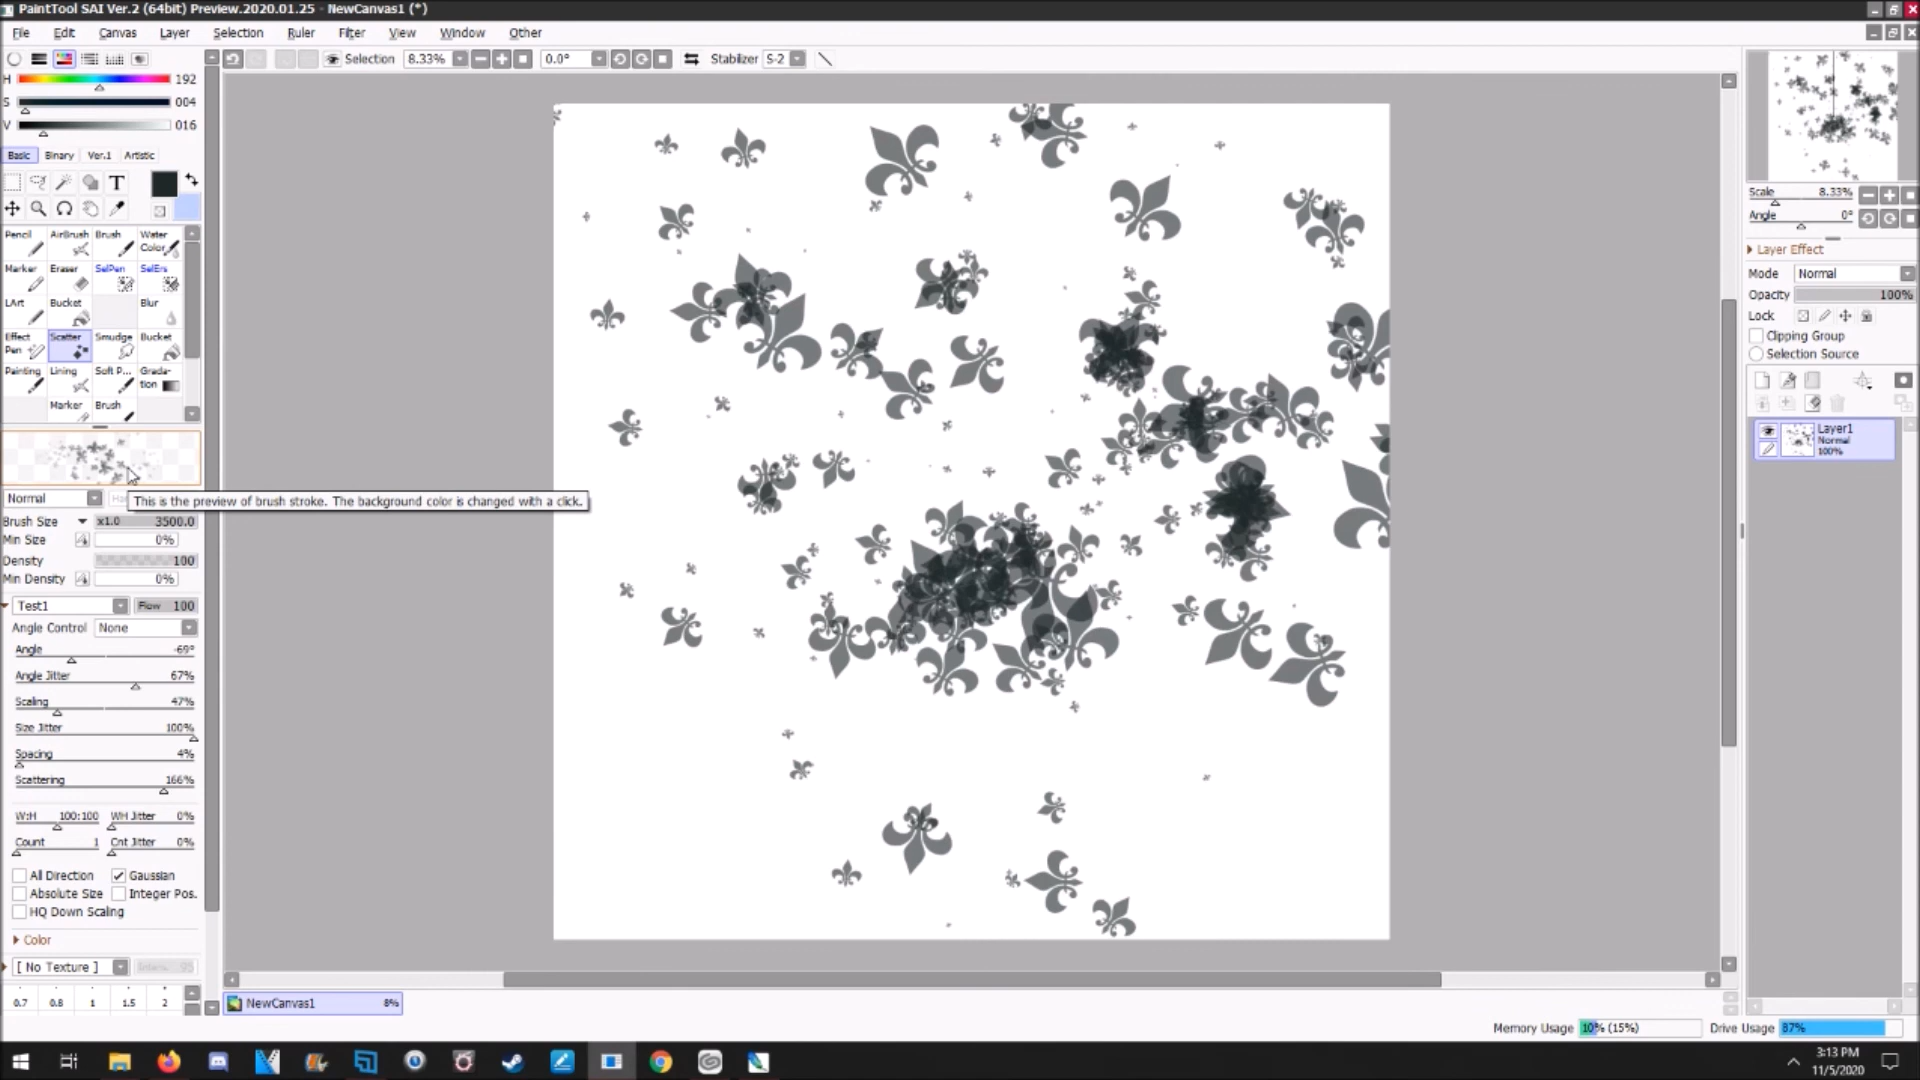 PaintTool SAI Ver.2 (64bit) Preview.2020.01.25 - NewCanvas1 (*)
File Edit Canvas Layer Selection Ruler Filter View Window Other
Selection 8.33% 0.0° Stabilizer S-2
H 192
S 004
V 016
Basic Binary Ver.1 Artistic
T
Pencil AirBrush Brush Water Color
Marker Eraser SelPen SelErs
LArt Bucket Blur
Effect Pen Scatter Smudge Bucket
Painting Lining Soft P... Grada-tion
Marker Brush
This is the preview of brush stroke. The background color is changed with a click.
Normal
Brush Size x1.0 3500.0
Min Size 0%
Density 100
Min Density 0%
Test1 Flow 100
Angle Control None
Angle -69°
Angle Jitter 67%
Scaling 47%
Size Jitter 100%
Spacing 4%
Scattering 166%
W:H 100:100 WH Jitter 0%
Count 1 Cnt Jitter 0%
All Direction Gaussian
Absolute Size Integer Pos.
HQ Down Scaling
Color
[ No Texture ] 95
0.7 0.8 1 1.5 2
NewCanvas1 8%
Scale 8.33%
Angle 0°
Layer Effect
Mode Normal
Opacity 100%
Lock
Clipping Group
Selection Source
Layer1
Normal
100%
Memory Usage 10% (15%) Drive Usage 87%
3:13 PM
11/5/2020